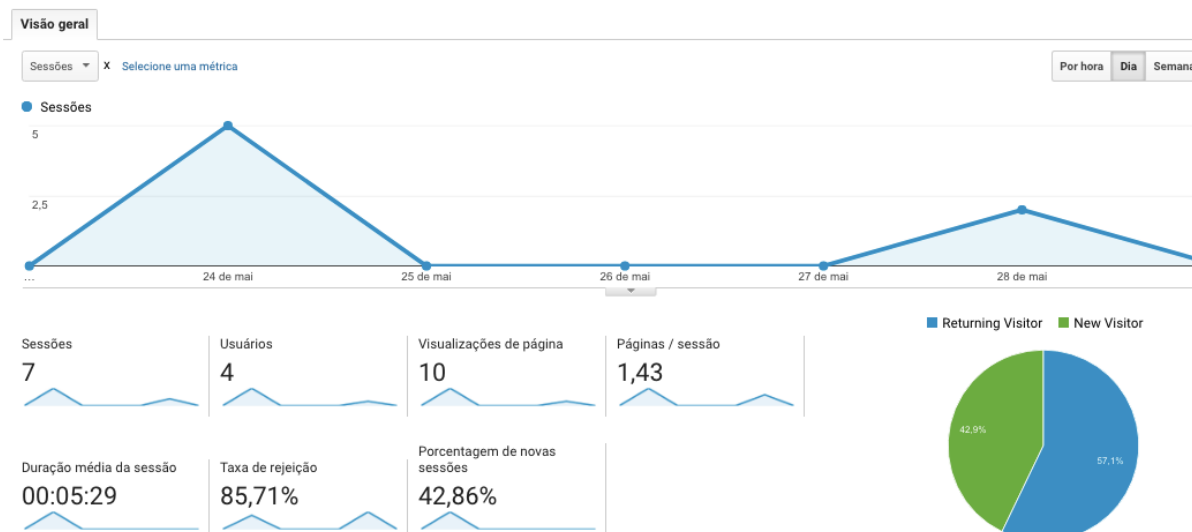 Visão geral
Sessões x Selecione uma métrica
Por hora Dia Semana
Sessões
5
2,5
... 24 de mai 25 de mai 26 de mai 27 de mai 28 de mai
Returning Visitor New Visitor
Sessões Usuários Visualizações de página Páginas / sessão
7 4 10 1,43
42,9%
57,1%
Porcentagem de novas
Duração média da sessão Taxa de rejeição sessões
00:05:29 85,71% 42,86%